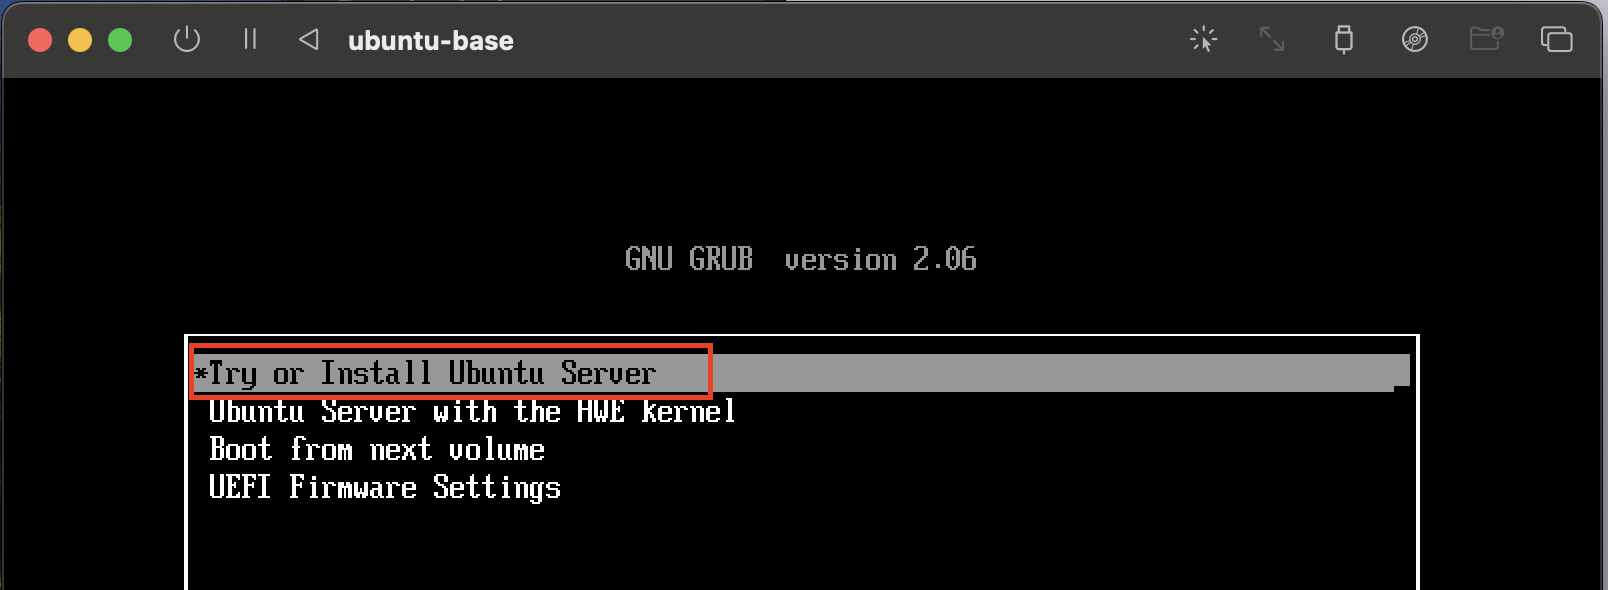 ubuntu-base
GNU GRUB  version 2.06
*Try or Install Ubuntu Server
Ubuntu Server with the HWE kernel
Boot from next volume
UEFI Firmware Settings